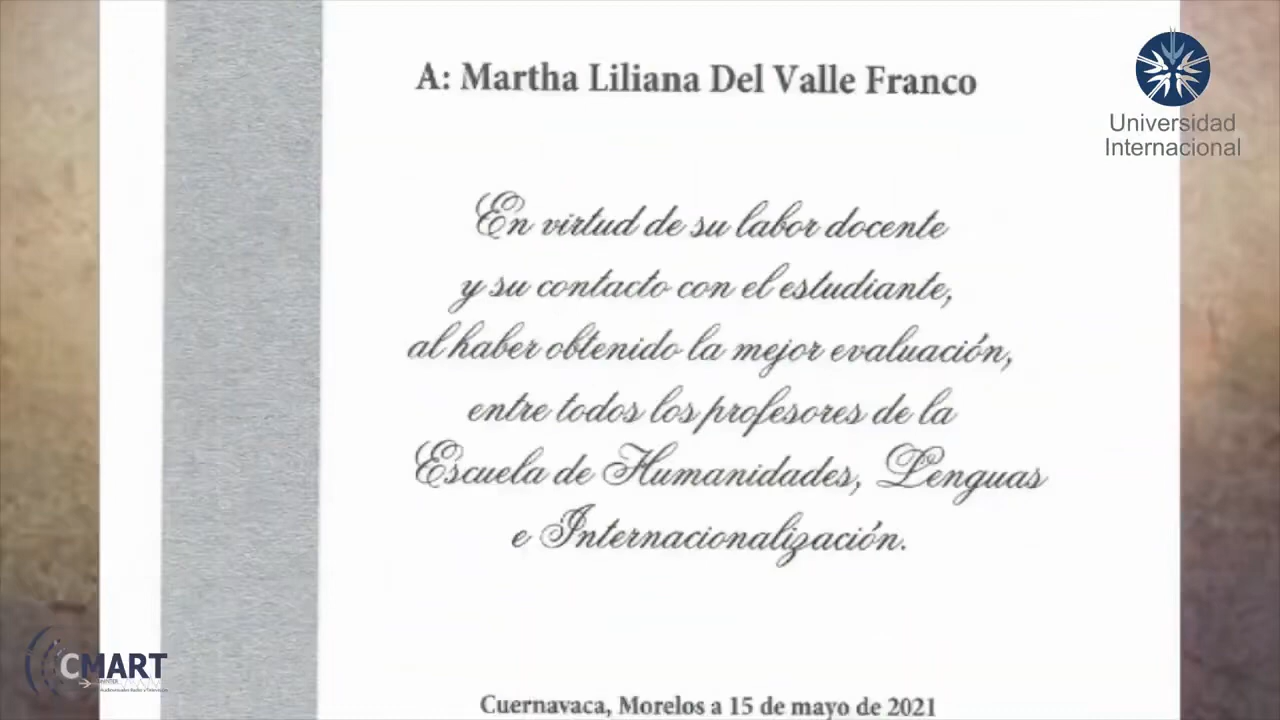 A: Martha Liliana Del Valle Franco
Universidad
Internacional
En virtud de su labor docente
y su contacto con el estudiante,
al haber obtenido la mejor evaluación,
entre todos los profesores de la
Escuela de Humanidades, Lenguas
e Internacionalización.
CMART
Cuernavaca, Morelos a 15 de mayo de 2021